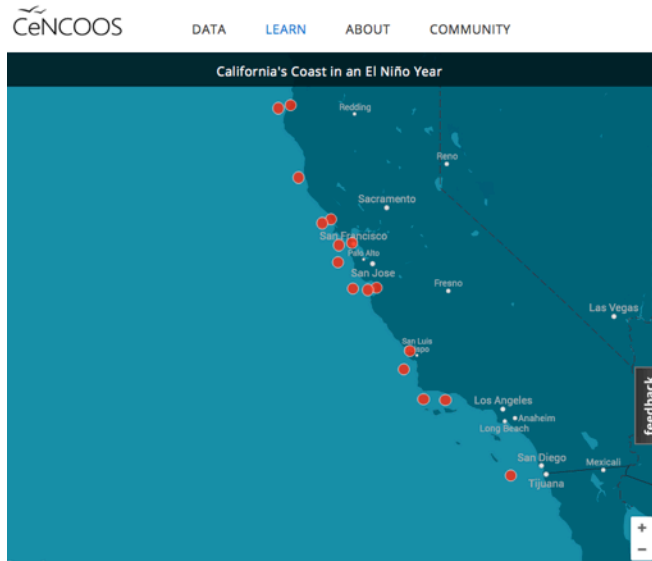 CeNCOOS
DATA LEARN ABOUT COMMUNITY
California's Coast in an El Niño Year
Redding
Reno
Sacramento
San Francisco
Palo Alto
San Jose
Fresno
Las Vegas
San Luis
feedback
Los Angeles
Anaheim
Long Beach
San Diego
Mexicali
Tijuana
+
−